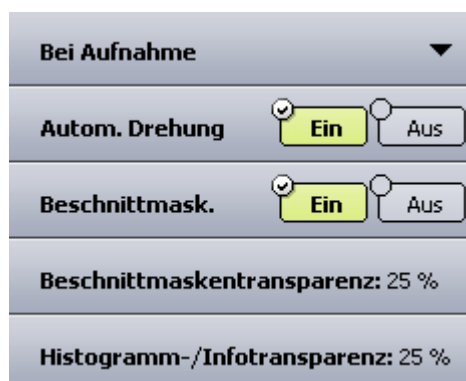 Bei Aufnahme
Autom. Drehung Ein Aus
Beschnittmask. Ein Aus
Beschnittmaskentransparenz: 25 %
Histogramm-/Infotransparenz: 25 %